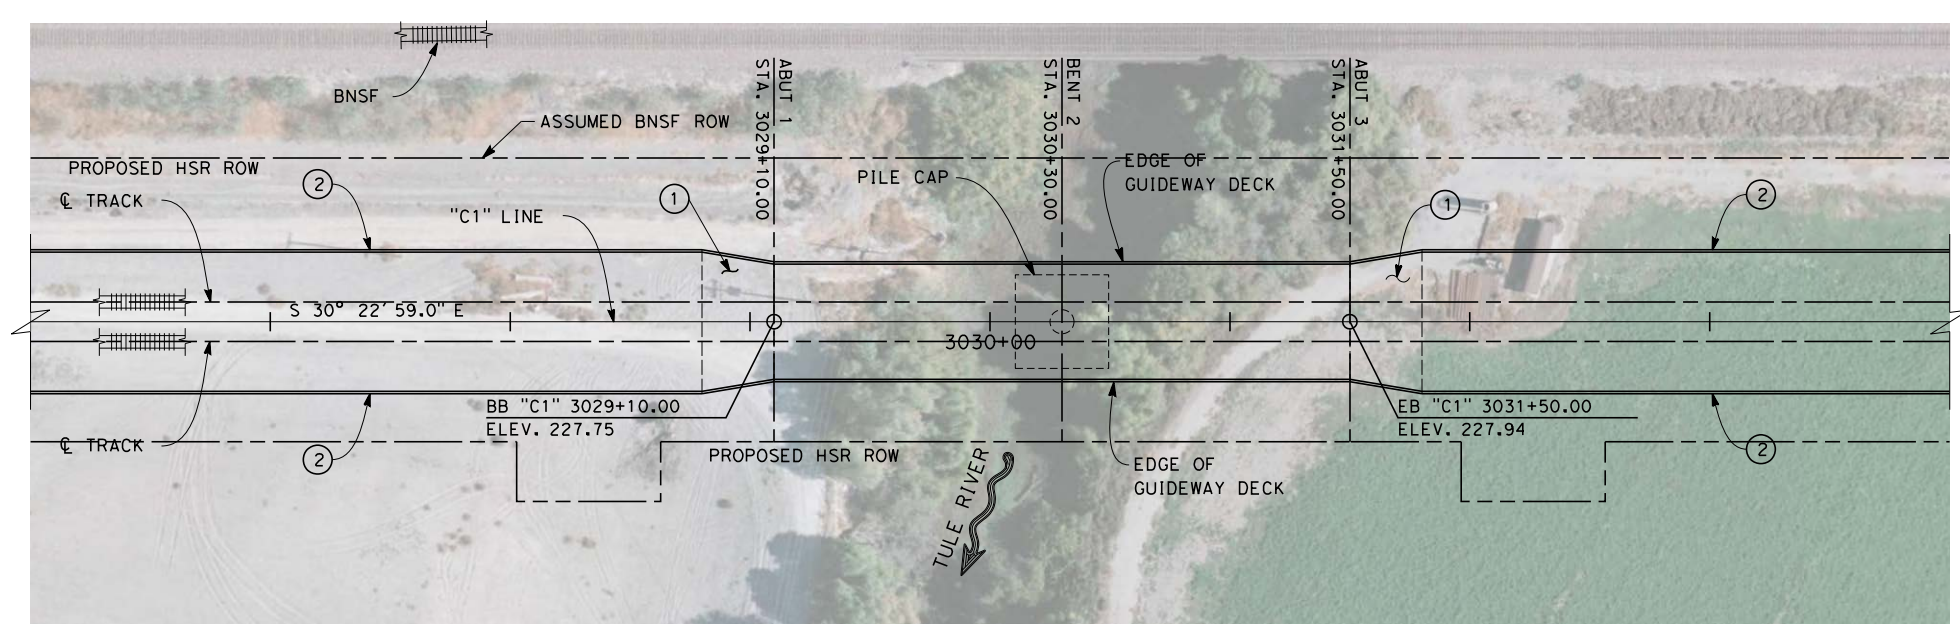 BNSF
ASSUMED BNSF ROW
ABUT 1
STA. 3029+10.00
BENT 2
STA. 3030+30.00
ABUT 3
STA. 3031+50.00
PROPOSED HSR ROW
℄ TRACK
2
"C1" LINE
1
PILE CAP
EDGE OF
GUIDEWAY DECK
1
2
S 30° 22' 59.0" E
3030+00
BB "C1" 3029+10.00
ELEV. 227.75
EB "C1" 3031+50.00
ELEV. 227.94
℄ TRACK
2
PROPOSED HSR ROW
TULE RIVER
EDGE OF
GUIDEWAY DECK
2